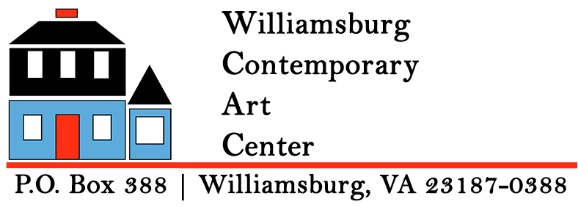 Williamsburg
Contemporary
Art
Center
P.O. Box 388 | Williamsburg, VA 23187-0388